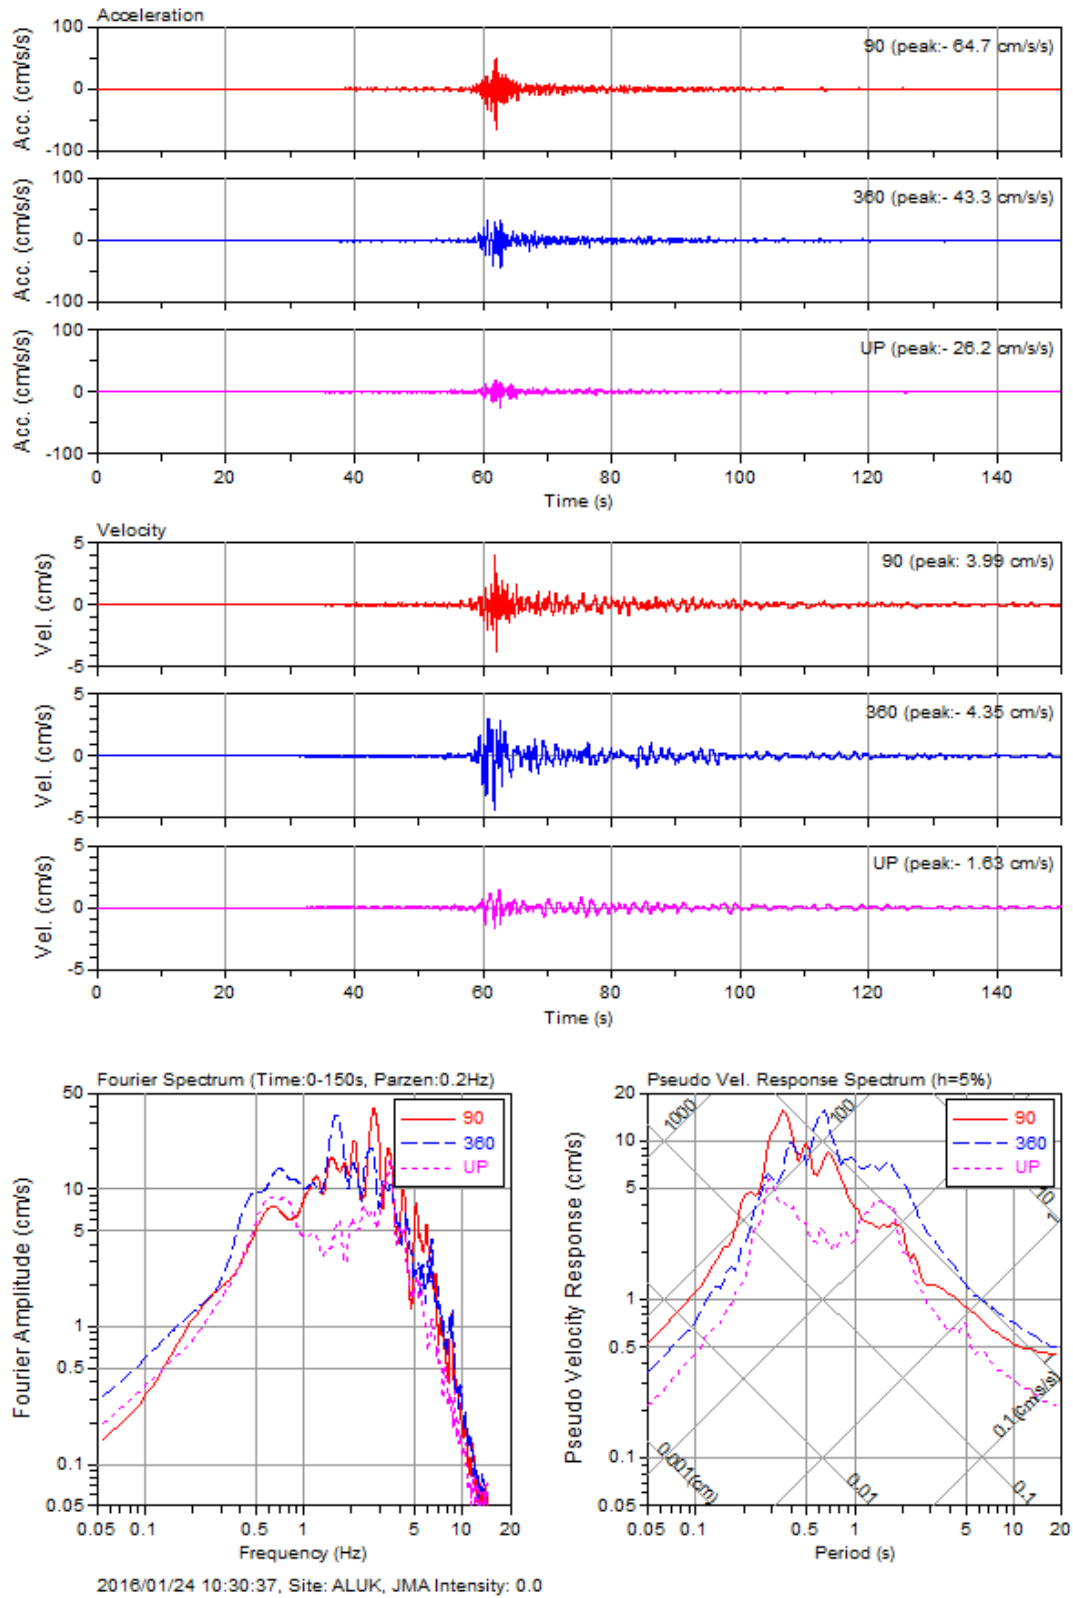 Acceleration
100
0
-100
Acc. (cm/s/s)
90 (peak:- 64.7 cm/s/s)
100
0
-100
Acc. (cm/s/s)
360 (peak:- 43.3 cm/s/s)
100
0
-100
Acc. (cm/s/s)
UP (peak:- 26.2 cm/s/s)
0 20 40 60 80 100 120 140
Time (s)
Velocity
5
0
-5
Vel. (cm/s)
90 (peak: 3.99 cm/s)
5
0
-5
Vel. (cm/s)
360 (peak:- 4.35 cm/s)
5
0
-5
Vel. (cm/s)
UP (peak:- 1.63 cm/s)
0 20 40 60 80 100 120 140
Time (s)
Fourier Spectrum (Time:0-150s, Parzen:0.2Hz)
50
10
5
1
0.5
0.1
0.05
Fourier Amplitude (cm/s)
90
360
UP
0.05 0.1 0.5 1 5 10 20
Frequency (Hz)
Pseudo Vel. Response Spectrum (h=5%)
20
10
5
1
0.5
0.1
0.05
Pseudo Velocity Response (cm/s)
90
360
UP
1000
100
10
1
1
0.1(cm/s/s)
0.001(cm)
0.01
0.1
0.05 0.1 0.5 1 5 10 20
Period (s)
2016/01/24 10:30:37, Site: ALUK, JMA Intensity: 0.0